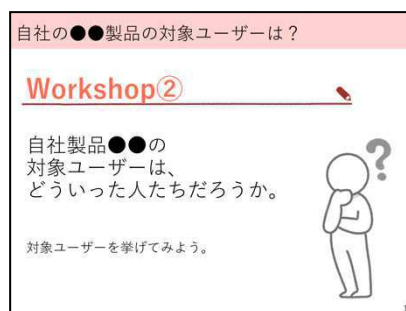 自社の●●製品の対象ユーザーは？
Workshop②
自社製品●●の
対象ユーザーは、
どういった人たちだろうか。
対象ユーザーを挙げてみよう。
?
1